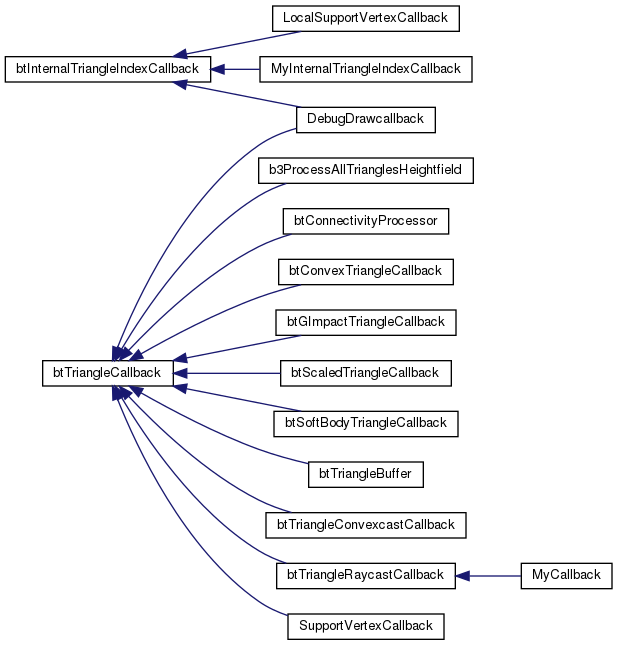 LocalSupportVertexCallback
btInternalTriangleIndexCallback
MyInternalTriangleIndexCallback
DebugDrawcallback
b3ProcessAllTrianglesHeightfield
btConnectivityProcessor
btConvexTriangleCallback
btGImpactTriangleCallback
btTriangleCallback
btScaledTriangleCallback
btSoftBodyTriangleCallback
btTriangleBuffer
btTriangleConvexcastCallback
btTriangleRaycastCallback
MyCallback
SupportVertexCallback